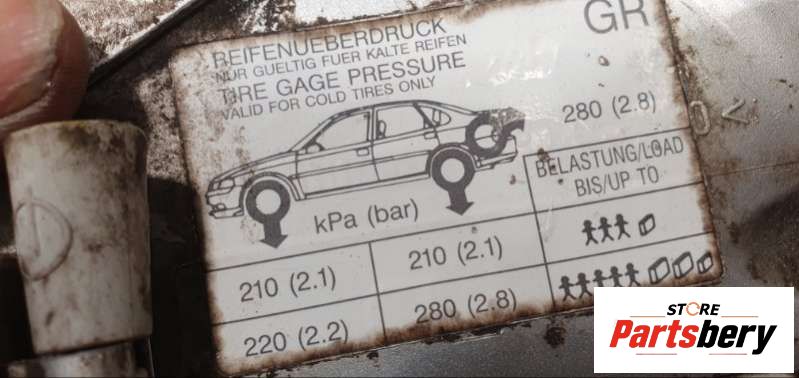 GR
REIFENUEBERDRUCK
NUR GUELTIG FUER KALTE REIFEN
TIRE GAGE PRESSURE
VALID FOR COLD TIRES ONLY
280 (2.8)
BELASTUNG/LOAD
BIS/UP TO
kPa (bar)
210 (2.1) 210 (2.1)
220 (2.2) 280 (2.8)
STORE
Partsbery